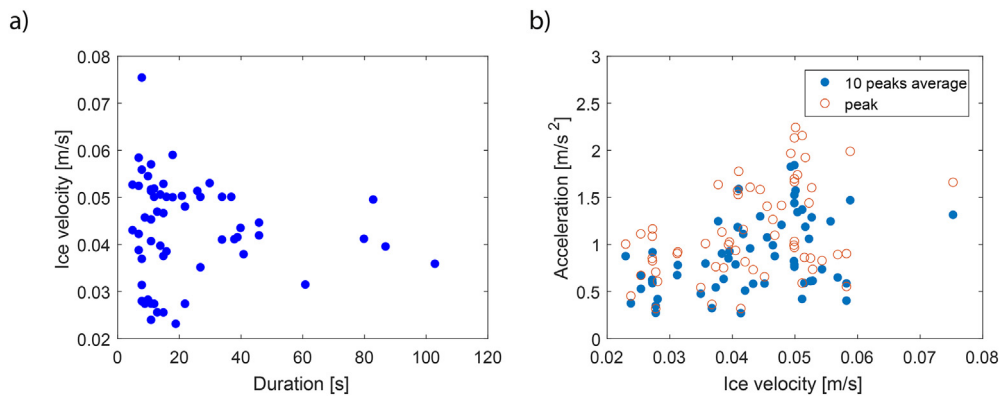 a)
0.08
0.07
0.06
0.05
0.04
0.03
0.02
0 20 40 60 80 100 120
Ice velocity [m/s]
Duration [s]
b)
3
2.5
2
1.5
1
0.5
0
0.02 0.03 0.04 0.05 0.06 0.07 0.08
Acceleration [m/s²]
Ice velocity [m/s]
10 peaks average
peak